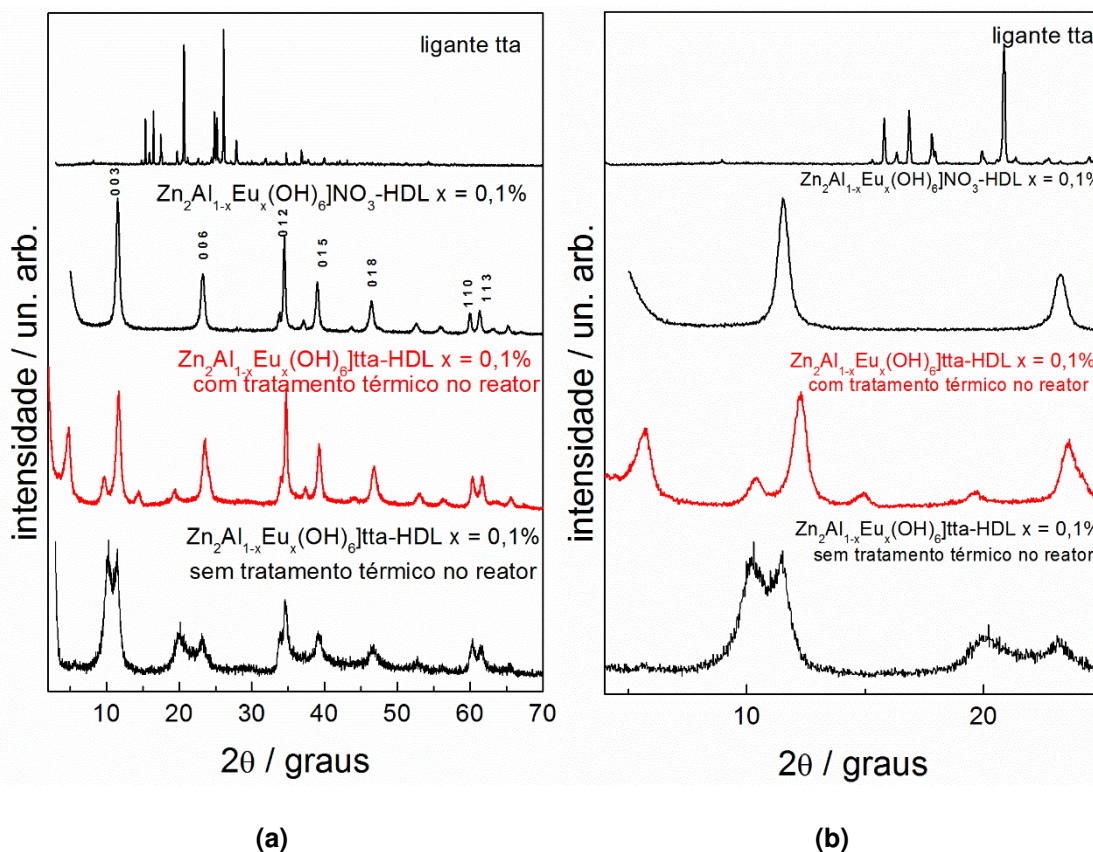 ligante tta
Zn₂Al₁₋ₓEuₓ(OH)₆]NO₃-HDL x = 0,1%
003
006
012
015
018
110
113
Zn₂Al₁₋ₓEuₓ(OH)₆]tta-HDL x = 0,1%
com tratamento térmico no reator
Zn₂Al₁₋ₓEuₓ(OH)₆]tta-HDL x = 0,1%
sem tratamento térmico no reator
intensidade / un. arb.
10 20 30 40 50 60 70
2θ / graus
(a)
ligante tta
Zn₂Al₁₋ₓEuₓ(OH)₆]NO₃-HDL x = 0,1%
Zn₂Al₁₋ₓEuₓ(OH)₆]tta-HDL x = 0,1%
com tratamento térmico no reator
Zn₂Al₁₋ₓEuₓ(OH)₆]tta-HDL x = 0,1%
sem tratamento térmico no reator
intensidade / un. arb.
10 20
2θ / graus
(b)